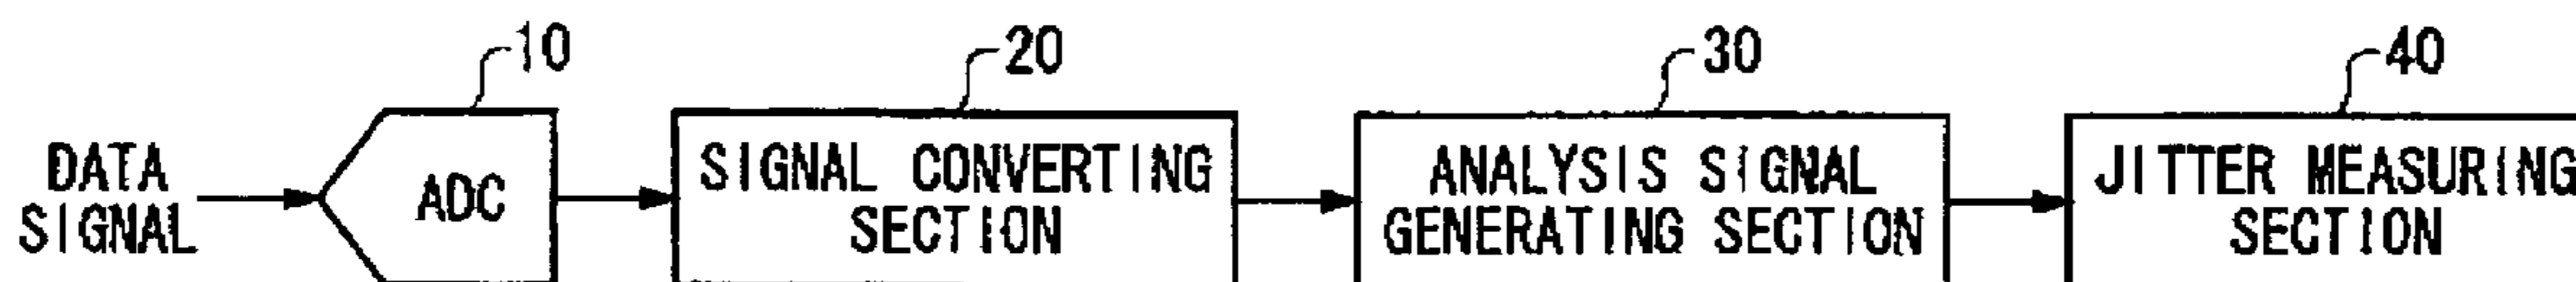 10
20
30
40
DATA
SIGNAL
ADC
SIGNAL CONVERTING
SECTION
ANALYSIS SIGNAL
GENERATING SECTION
JITTER MEASURING
SECTION